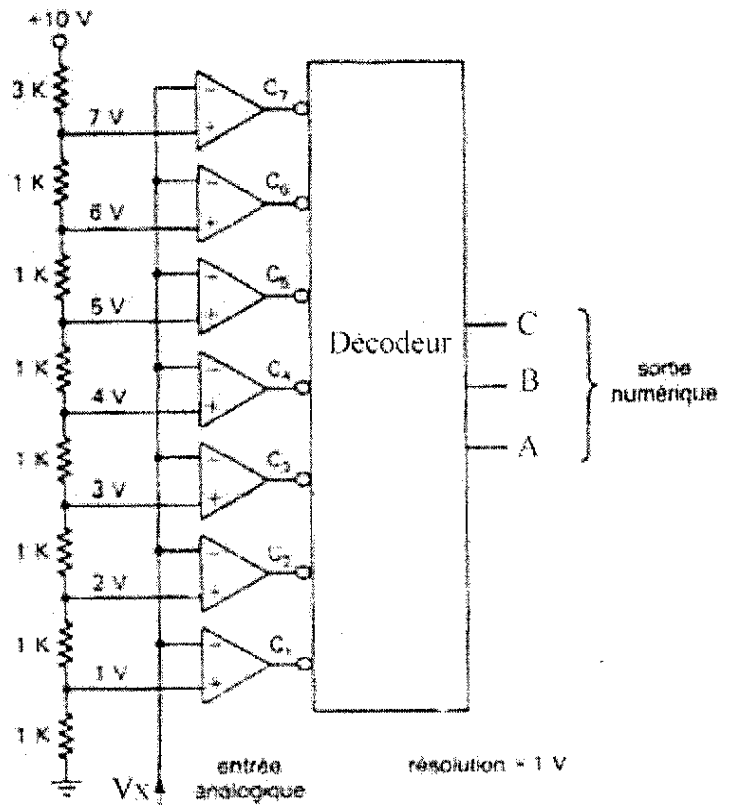 +10 V
3 K
7 V
C7
1 K
6 V
C6
1 K
5 V
C5
1 K
4 V
C4
1 K
3 V
C3
1 K
2 V
C2
1 K
1 V
C1
1 K
Décodeur
C
B
A
sortie
numérique
Vx
entrée
analogique
résolution = 1 V